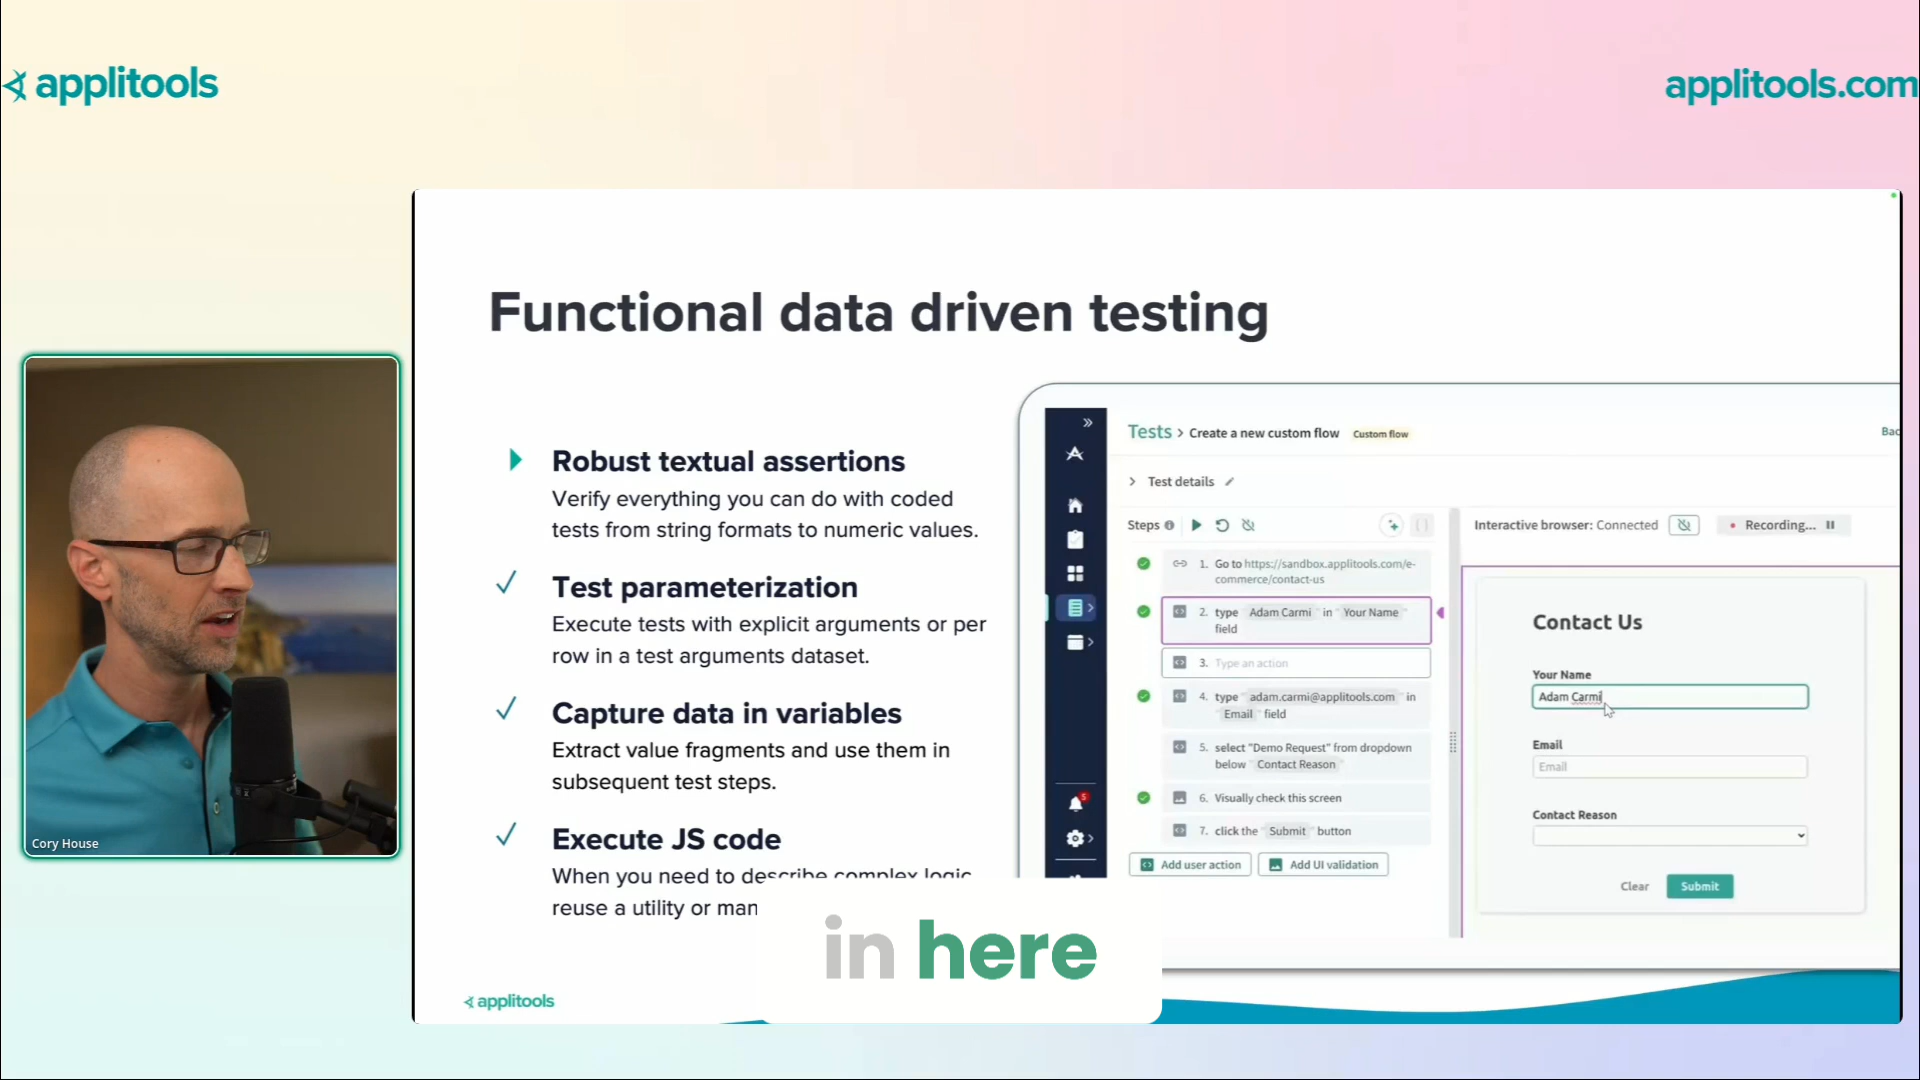 applitools
applitools.com
Functional data driven testing
Robust textual assertions
Verify everything you can do with coded
tests from string formats to numeric values.
Test parameterization
Execute tests with explicit arguments or per
row in a test arguments dataset.
Capture data in variables
Extract value fragments and use them in
subsequent test steps.
Execute JS code
When you need to describe complex logic
reuse a utility or man
applitools
in here
Cory House
Tests > Create a new custom flow Custom flow
Bac
Test details
Steps
Interactive browser: Connected
Recording...
1. Go to https://sandbox.applitools.com/e-
commerce/contact-us
2. type Adam Carmi in Your Name
field
3. Type an action
4. type adam.carmi@applitools.com in
Email field
5. select "Demo Request" from dropdown
below Contact Reason
6. Visually check this screen
7. click the Submit button
Add user action
Add UI validation
5
Contact Us
Your Name
Adam Carmi
Email
Email
Contact Reason
Clear
Submit